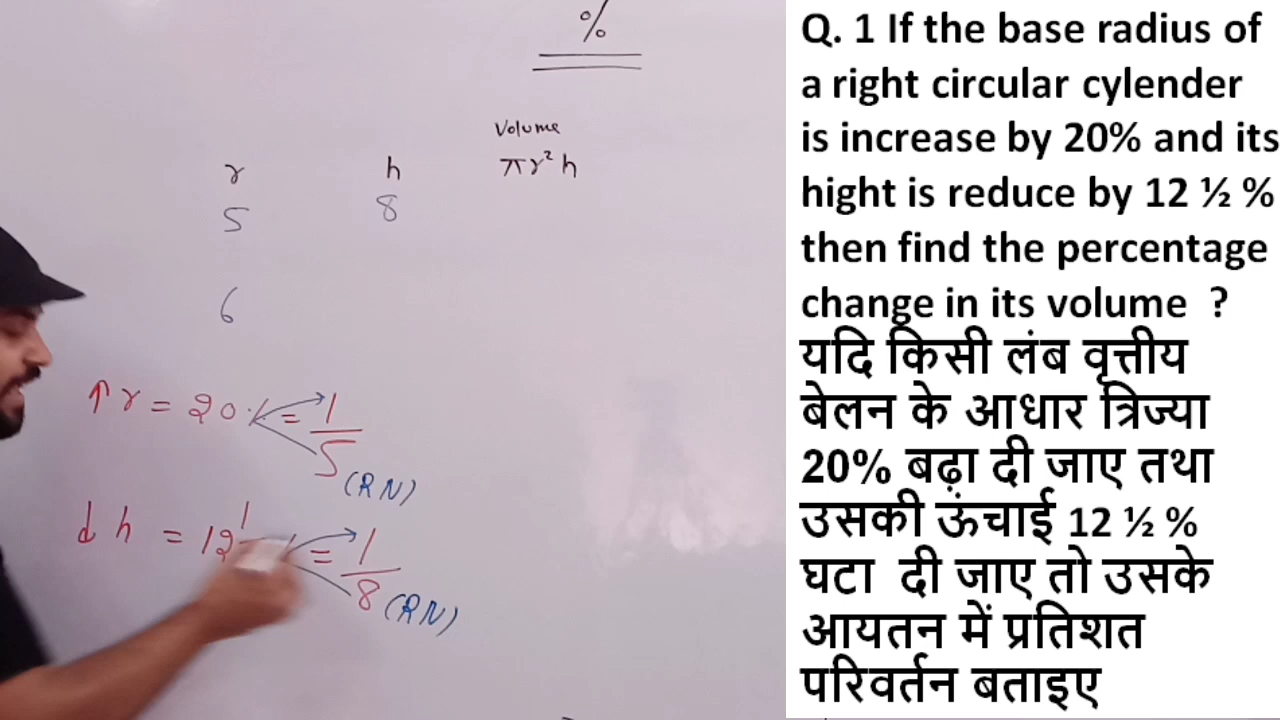 %
Volume
r h πr² h
5 8
6
↑ r = 20% = 1/5 (RN)
d h = 12 1 = 1/8 (RN)
Q. 1 If the base radius of
a right circular cylender
is increase by 20% and its
hight is reduce by 12 ½ %
then find the percentage
change in its volume ?
यदि किसी लंब वृत्तीय
बेलन के आधार त्रिज्या
20% बढ़ा दी जाए तथा
उसकी ऊंचाई 12 ½ %
घटा दी जाए तो उसके
आयतन में प्रतिशत
परिवर्तन बताइए